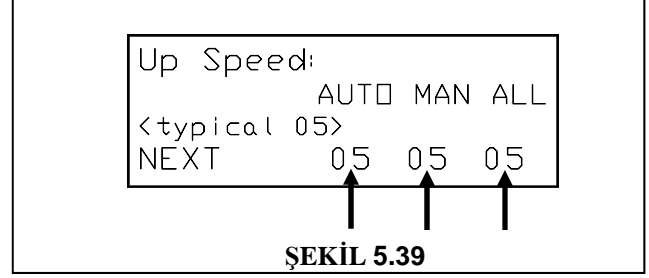 Up Speed:
AUTO MAN ALL
<typical 05>
NEXT 05 05 05
ŞEKİL 5.39